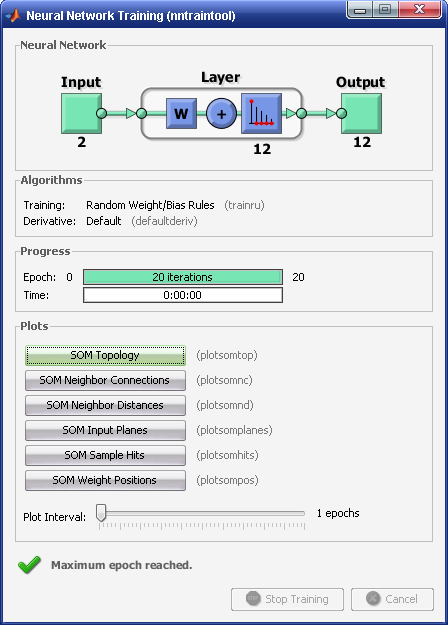 Neural Network Training (nntraintool)
Neural Network
Layer
Input
Output
W
+
2
12
12
Algorithms
Training: Random Weight/Bias Rules (trainru)
Derivative: Default (defaultderiv)
Progress
Epoch: 0 20 iterations 20
Time: 0:00:00
Plots
SOM Topology (plotsomtop)
SOM Neighbor Connections (plotsomnc)
SOM Neighbor Distances (plotsomnd)
SOM Input Planes (plotsomplanes)
SOM Sample Hits (plotsomhits)
SOM Weight Positions (plotsompos)
Plot Interval: 1 epochs
Maximum epoch reached.
Stop Training Cancel